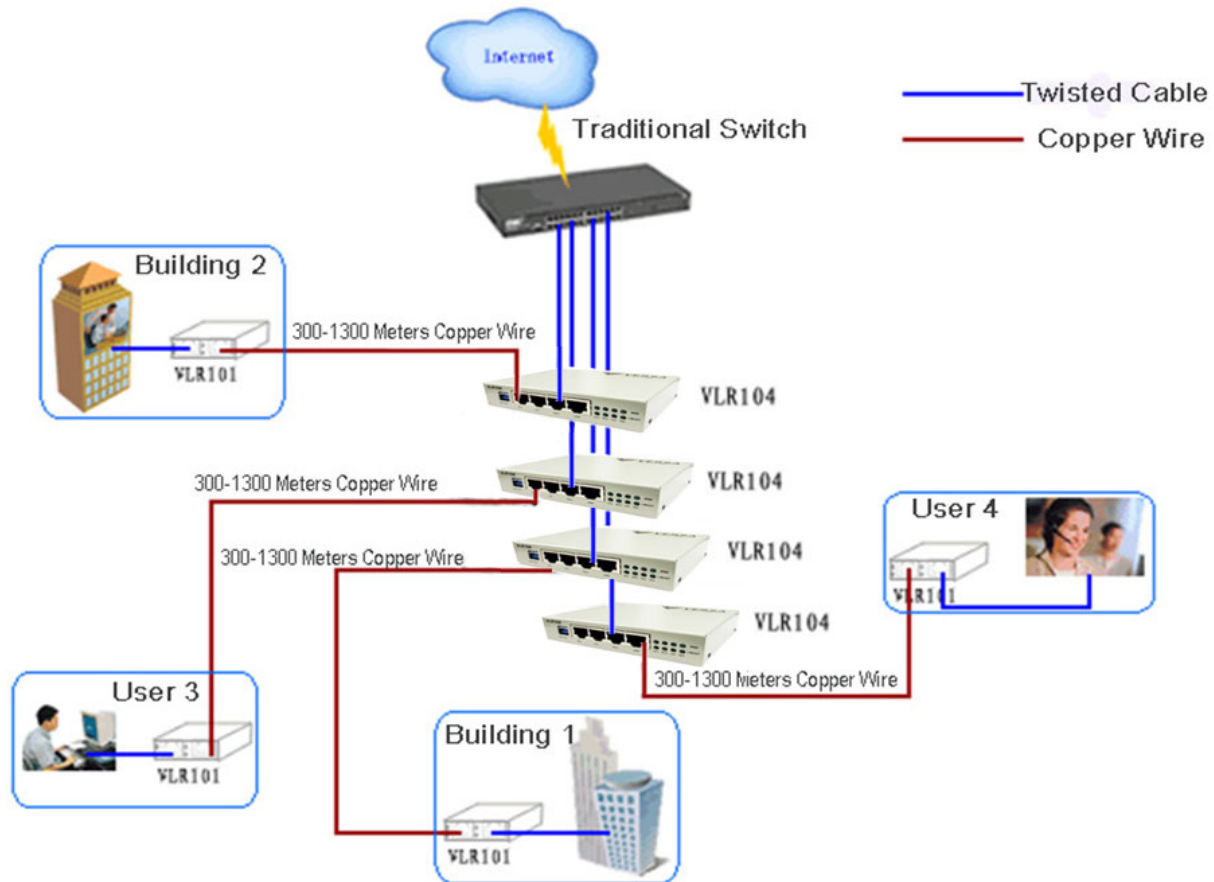 Internet
Traditional Switch
Twisted Cable
Copper Wire
Building 2
VLR101
300-1300 Meters Copper Wire
VLR104
300-1300 Meters Copper Wire
VLR104
300-1300 Meters Copper Wire
VLR104
User 4
VLR101
VLR104
300-1300 Meters Copper Wire
User 3
VLR101
Building 1
VLR101